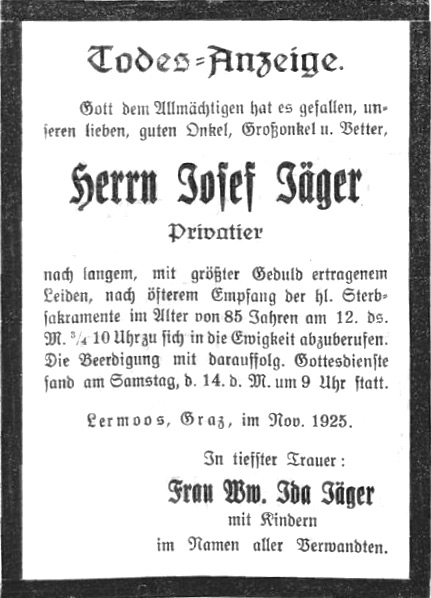 Todes-Anzeige.
Gott dem Allmächtigen hat es gefallen, un-
seren lieben, guten Onkel, Großonkel u. Vetter,
Herrn Josef Jäger
Privatier
nach langem, mit größter Geduld ertragenem
Leiden, nach öfterem Empfang der hl. Sterb-
sakramente im Alter von 85 Jahren am 12. ds.
M. ¾ 10 Uhr zu sich in die Ewigkeit abzuberufen.
Die Beerdigung mit darauffolg. Gottesdienste
fand am Samstag, d. 14. d. M. um 9 Uhr statt.
Lermoos, Graz, im Nov. 1925.
In tiefster Trauer:
Frau Ww. Ida Jäger
mit Kindern
im Namen aller Verwandten.